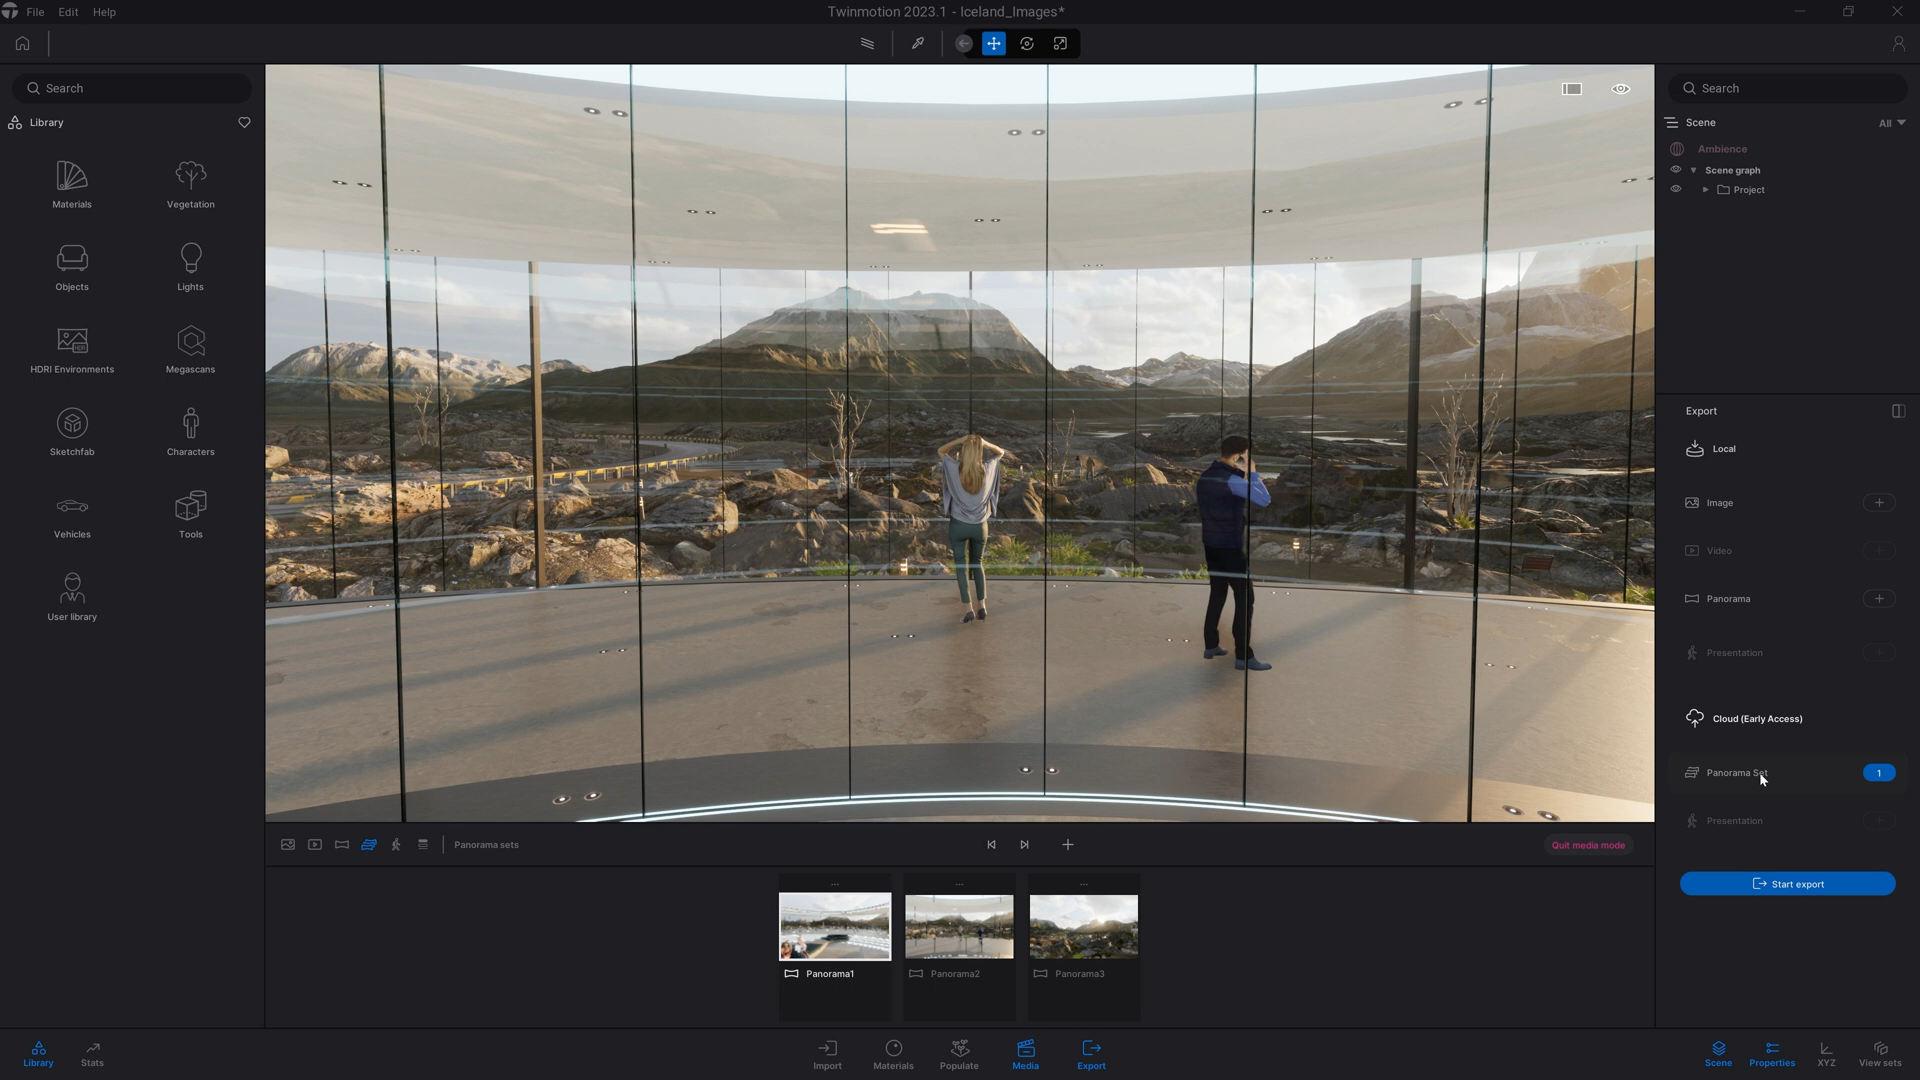 File Edit Help
Twinmotion 2023.1 - Iceland_Images*
Search
Library
Materials
Vegetation
Objects
Lights
HDRI Environments
Megascans
Sketchfab
Characters
Vehicles
Tools
User library
Search
Scene
All
Ambience
Scene graph
Project
Export
Local
Image
Video
Panorama
Presentation
Cloud (Early Access)
Panorama Set
1
Presentation
Start export
Panorama sets
Quit media mode
...
...
...
Panorama1
Panorama2
Panorama3
Library
Stats
Import
Materials
Populate
Media
Export
Scene
Properties
XYZ
View sets